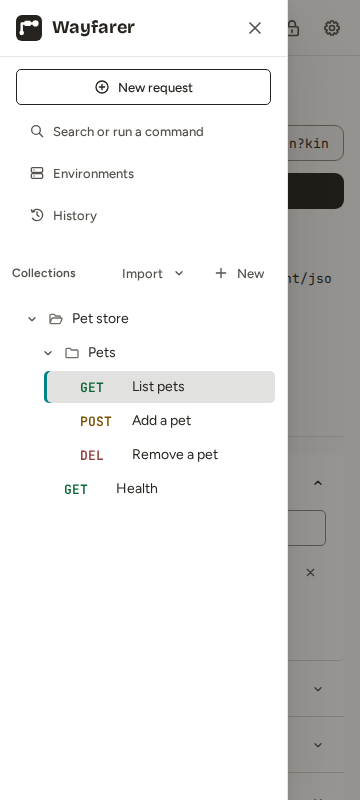 Wayfarer
New request
Search or run a command
n?kin
Environments
History
Collections Import New
nt/jso
Pet store
Pets
GET List pets
POST Add a pet
DEL Remove a pet
GET Health